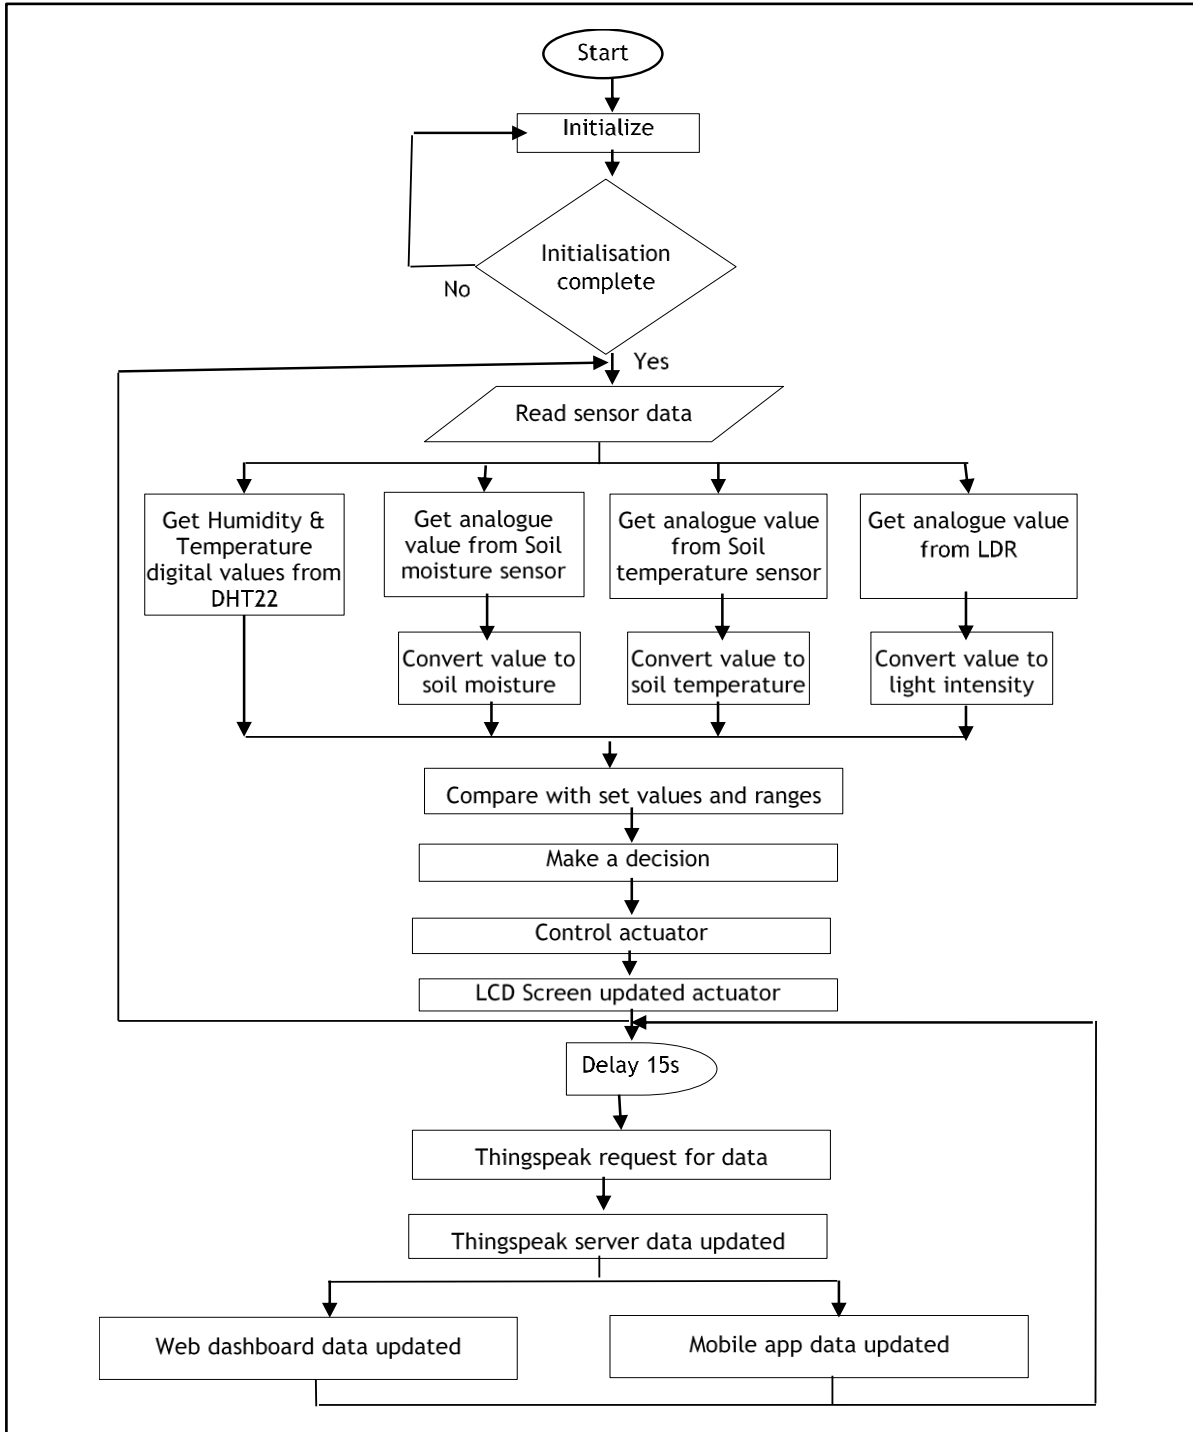 Start
Initialize
Initialisation
complete
No
Yes
Read sensor data
Get Humidity &
Temperature
digital values from
DHT22
Get analogue
value from Soil
moisture sensor
Get analogue value
from Soil
temperature sensor
Get analogue value
from LDR
Convert value to
soil moisture
Convert value to
soil temperature
Convert value to
light intensity
Compare with set values and ranges
Make a decision
Control actuator
LCD Screen updated actuator
Delay 15s
Thingspeak request for data
Thingspeak server data updated
Web dashboard data updated
Mobile app data updated